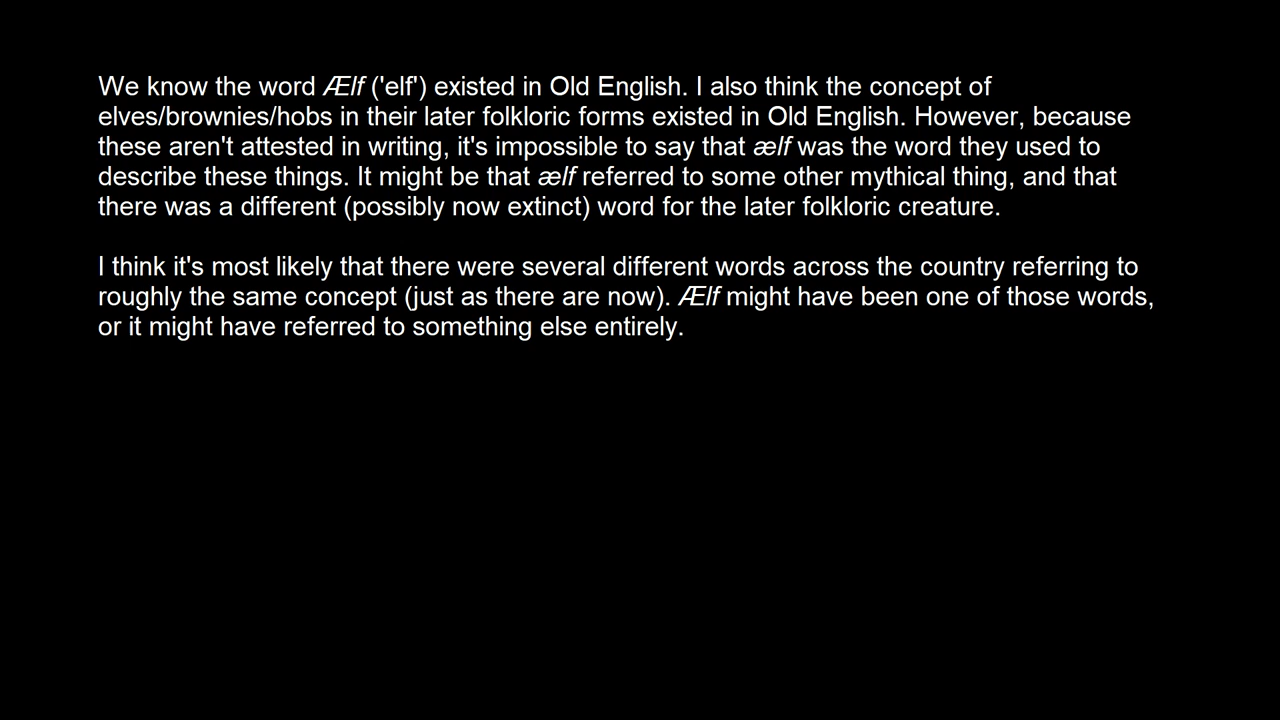 We know the word Ælf ('elf') existed in Old English. I also think the concept of
elves/brownies/hobs in their later folkloric forms existed in Old English. However, because
these aren't attested in writing, it's impossible to say that ælf was the word they used to
describe these things. It might be that ælf referred to some other mythical thing, and that
there was a different (possibly now extinct) word for the later folkloric creature.
I think it's most likely that there were several different words across the country referring to
roughly the same concept (just as there are now). Ælf might have been one of those words,
or it might have referred to something else entirely.